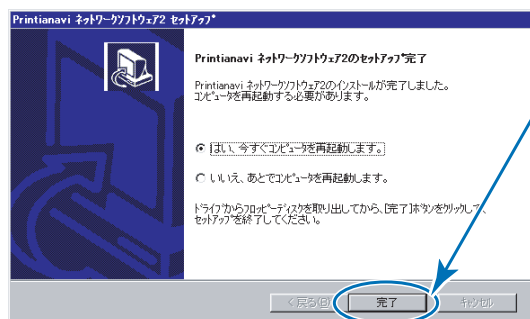 Printianavi ネットワークソフトウェア2 セットアップ
Printianavi ネットワークソフトウェア2のセットアップ完了
Printianavi ネットワークソフトウェア2のインストールが完了しました。
コンピュータを再起動する必要があります。
はい、今すぐコンピュータを再起動します。
いいえ、あとでコンピュータを再起動します。
ドライブからフロッピーディスクを取り出してから、[完了]ボタンをクリックして、
セットアップを終了してください。
< 戻る(B) 完了 キャンセル